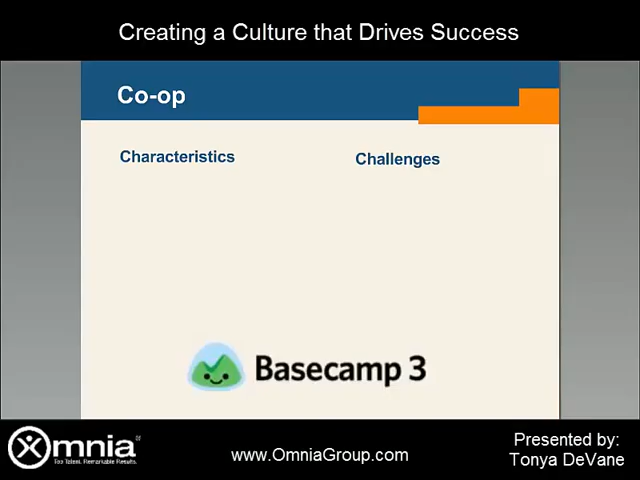 Creating a Culture that Drives Success
Co-op
Characteristics
Challenges
Basecamp 3
Omnia
Top Talent. Remarkable Results.
www.OmniaGroup.com
Presented by:
Tonya DeVane